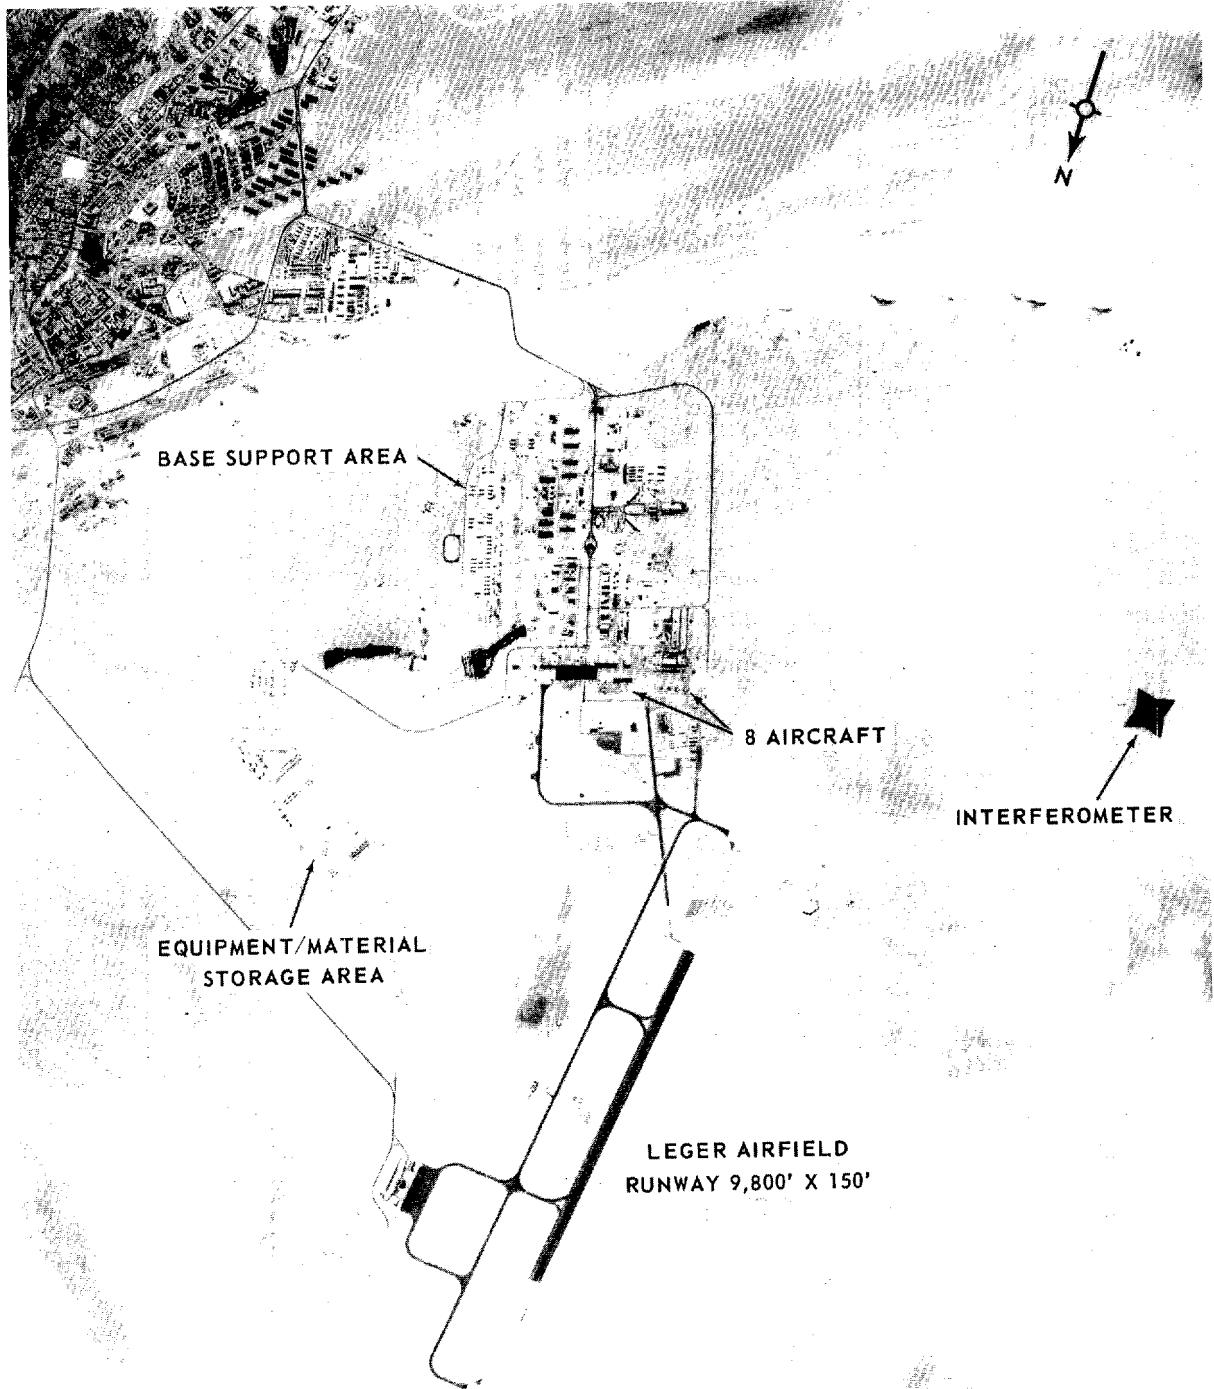 N
BASE SUPPORT AREA
8 AIRCRAFT
INTERFEROMETER
EQUIPMENT/MATERIAL
STORAGE AREA
LEGER AIRFIELD
RUNWAY 9,800' X 150'